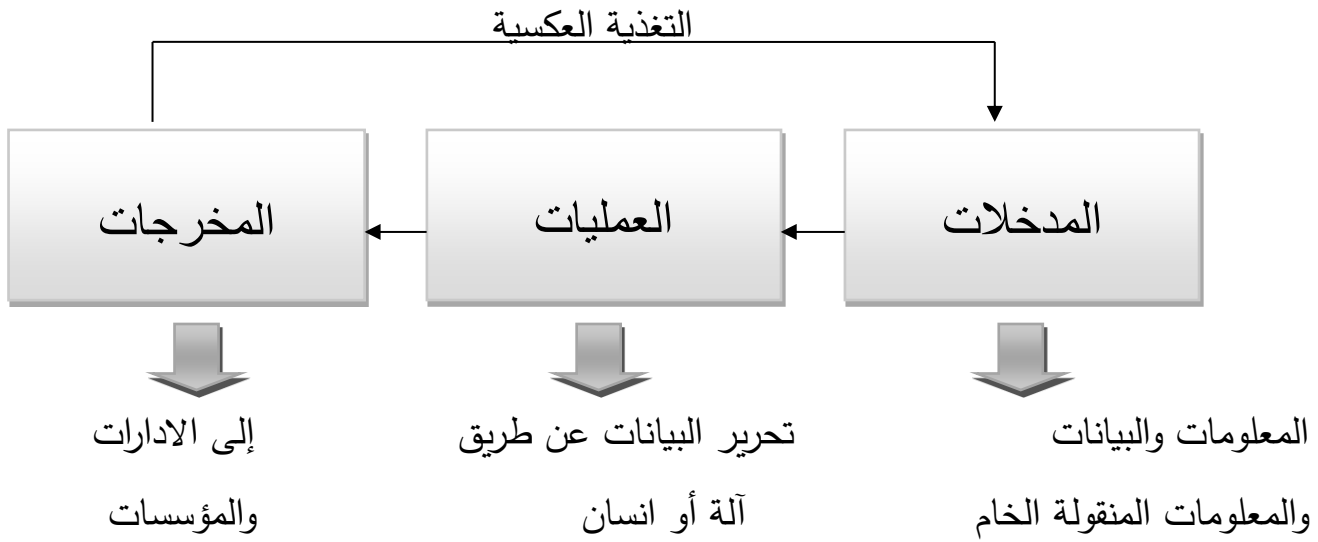 التغذية العكسية
المدخلات
العمليات
المخرجات
المعلومات والبيانات
والمعلومات المنقولة الخام
تحرير البيانات عن طريق
آلة أو انسان
إلى الادارات
والمؤسسات